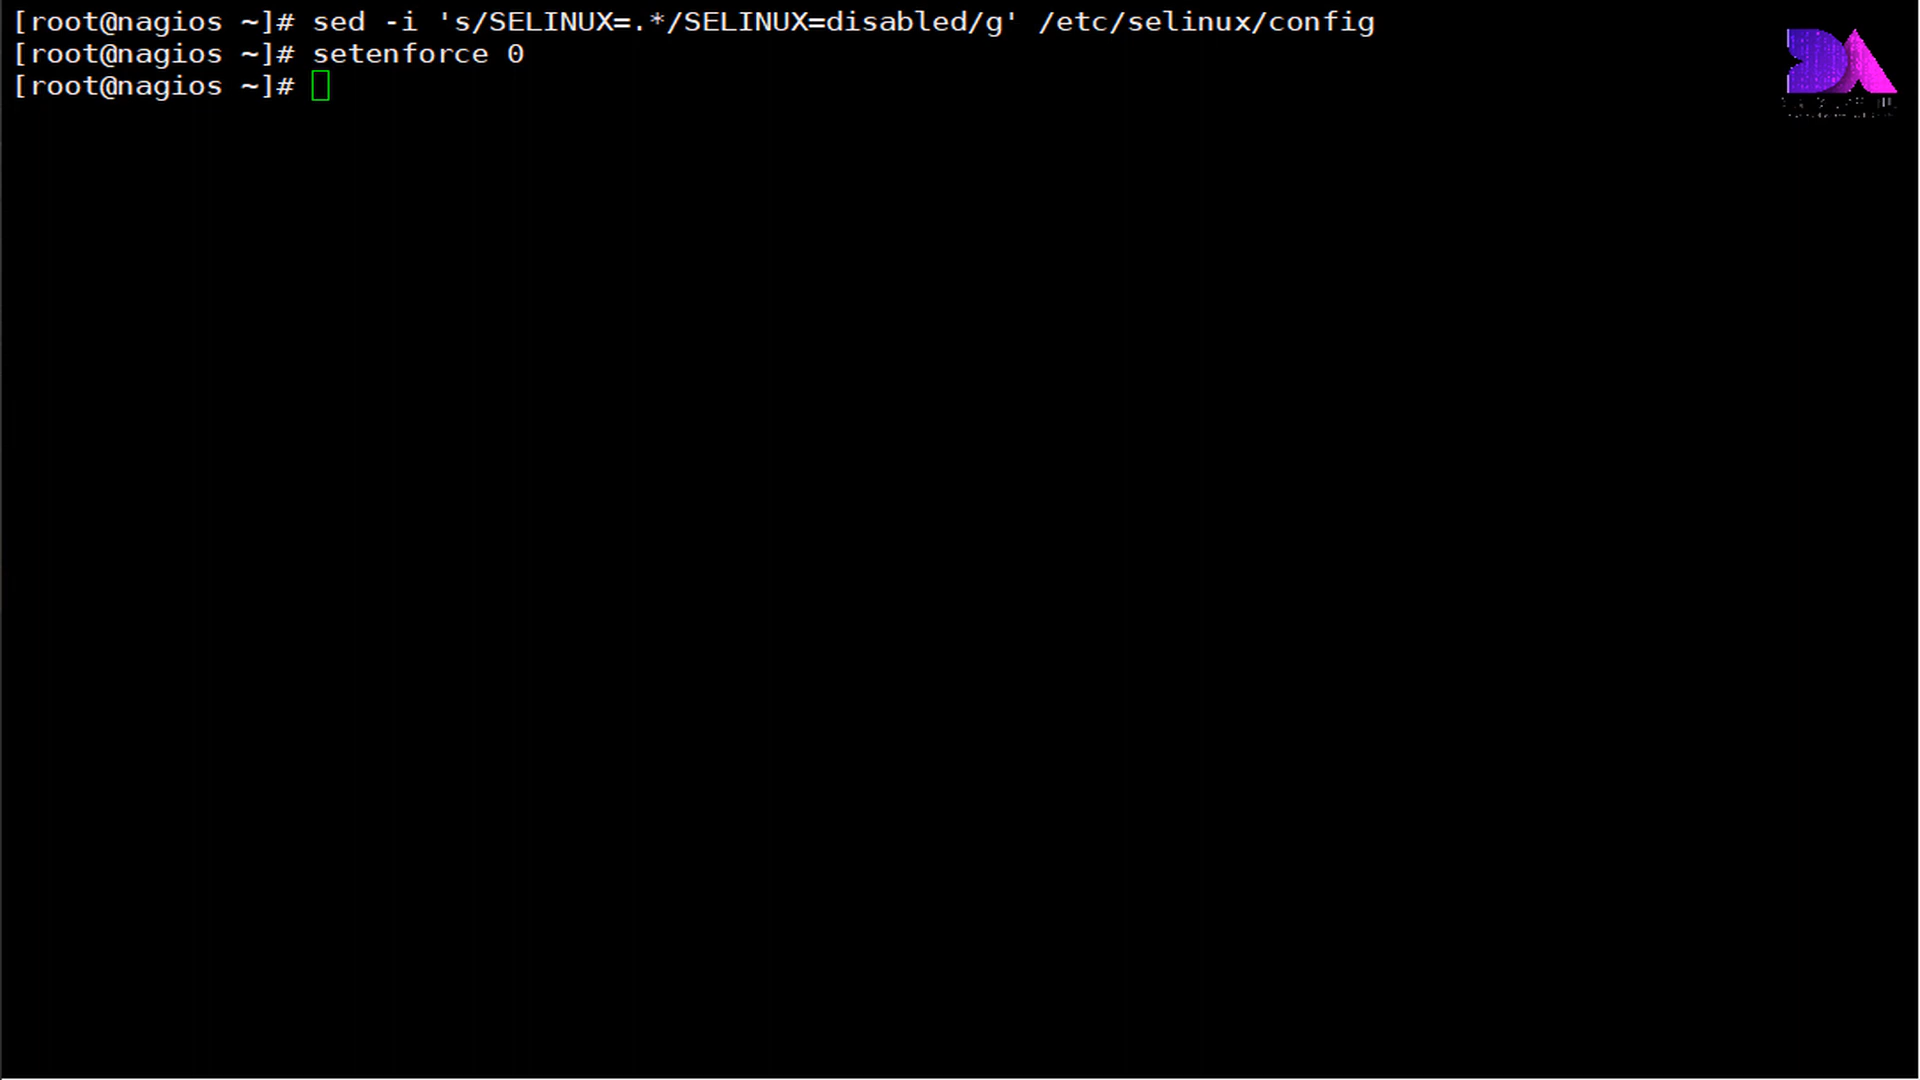 [root@nagios ~]# sed -i 's/SELINUX=.*/SELINUX=disabled/g' /etc/selinux/config
[root@nagios ~]# setenforce 0
[root@nagios ~]#